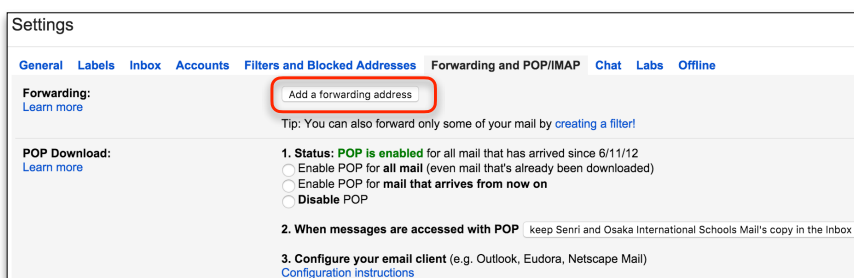 Settings
General Labels Inbox Accounts Filters and Blocked Addresses Forwarding and POP/IMAP Chat Labs Offline
Forwarding: Add a forwarding address
Learn more
Tip: You can also forward only some of your mail by creating a filter!
POP Download: 1. Status: POP is enabled for all mail that has arrived since 6/11/12
Learn more Enable POP for all mail (even mail that's already been downloaded)
Enable POP for mail that arrives from now on
Disable POP
2. When messages are accessed with POP keep Senri and Osaka International Schools Mail's copy in the Inbox
3. Configure your email client (e.g. Outlook, Eudora, Netscape Mail)
Configuration instructions